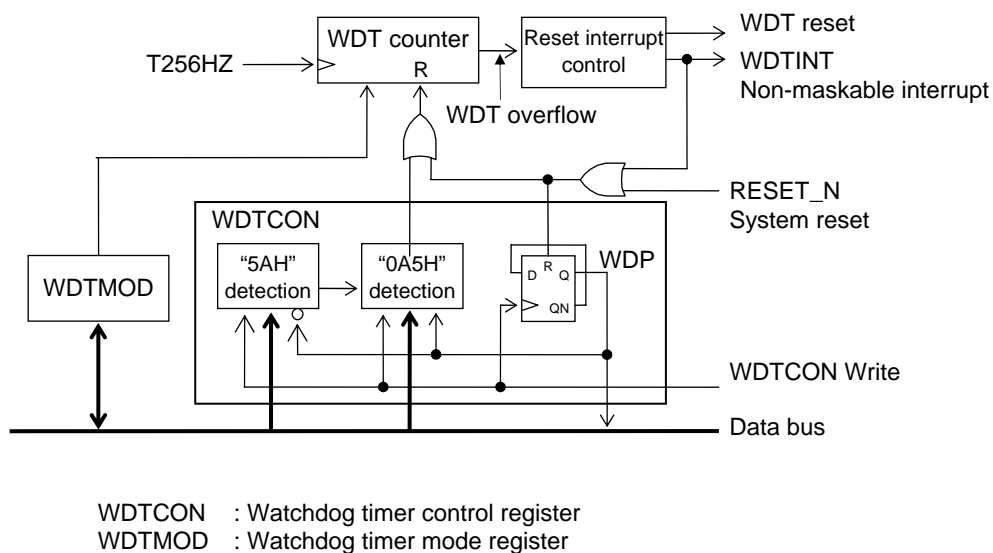 WDT counter
R
T256HZ
Reset interrupt
control
WDT reset
WDTINT
Non-maskable interrupt
WDT overflow
RESET_N
System reset
WDTCON
WDTMOD
“5AH”
detection
“0A5H”
detection
WDP
D
R
Q
QN
WDTCON Write
Data bus
WDTCON : Watchdog timer control register
WDTMOD : Watchdog timer mode register